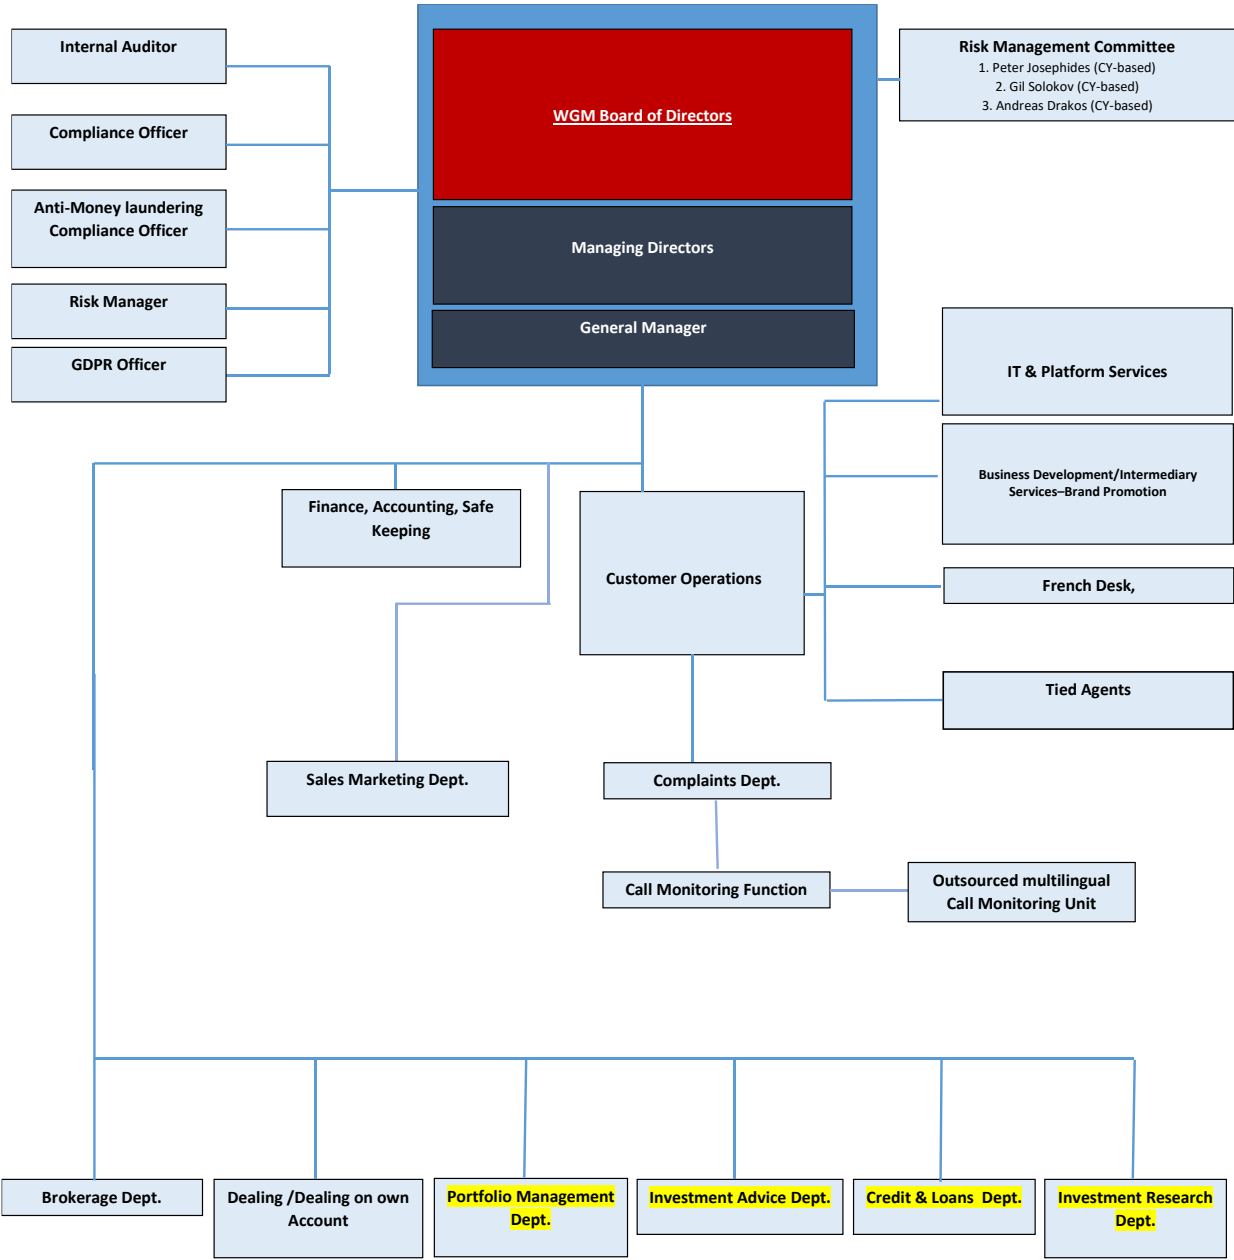 Internal Auditor
Compliance Officer
Anti-Money laundering
Compliance Officer
Risk Manager
GDPR Officer
WGM Board of Directors
Managing Directors
General Manager
Risk Management Committee
1. Peter Josephides (CY-based)
2. Gil Solokov (CY-based)
3. Andreas Drakos (CY-based)
IT & Platform Services
Business Development/Intermediary
Services–Brand Promotion
French Desk,
Tied Agents
Finance, Accounting, Safe
Keeping
Customer Operations
Sales Marketing Dept.
Complaints Dept.
Call Monitoring Function
Outsourced multilingual
Call Monitoring Unit
Brokerage Dept.
Dealing /Dealing on own
Account
Portfolio Management
Dept.
Investment Advice Dept.
Credit & Loans  Dept.
Investment Research
Dept.